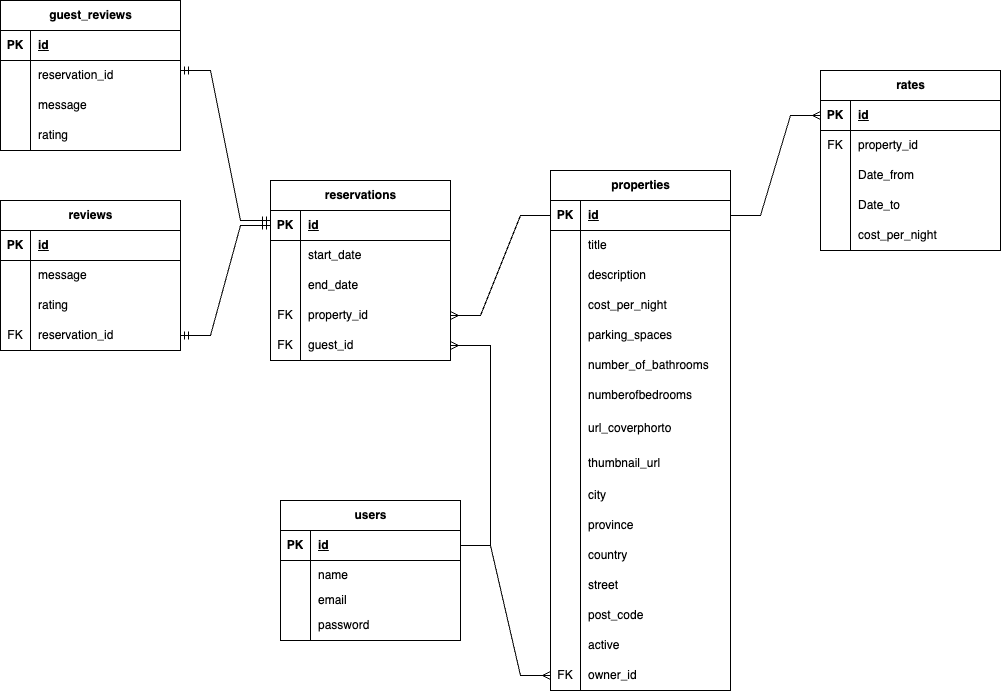 guest_reviews
PK id
reservation_id
message
rating
reviews
PK id
message
rating
FK reservation_id
reservations
PK id
start_date
end_date
FK property_id
FK guest_id
users
PK id
name
email
password
properties
PK id
title
description
cost_per_night
parking_spaces
number_of_bathrooms
numberofbedrooms
url_coverphorto
thumbnail_url
city
province
country
street
post_code
active
FK owner_id
rates
PK id
FK property_id
Date_from
Date_to
cost_per_night